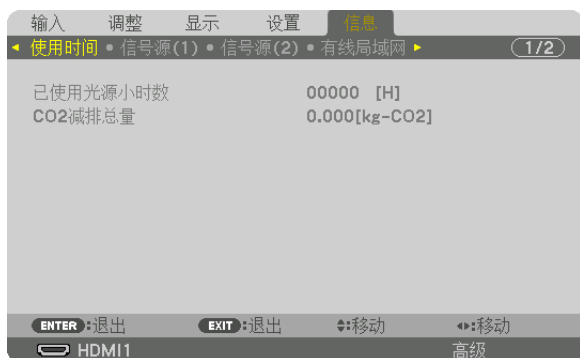 输入 调整 显示 设置 信息
使用时间 • 信号源(1) • 信号源(2) • 有线局域网 1/2
已使用光源小时数 00000 [H]
CO2减排总量 0.000[kg-CO2]
ENTER:退出 EXIT:退出 :移动 :移动
HDMI1 高级